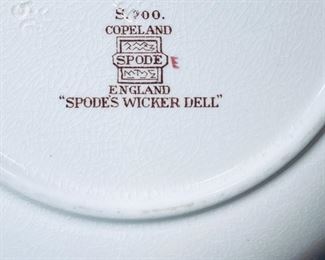 COPELAND
SPODE E
ENGLAND
"SPODE'S WICKER DELL"